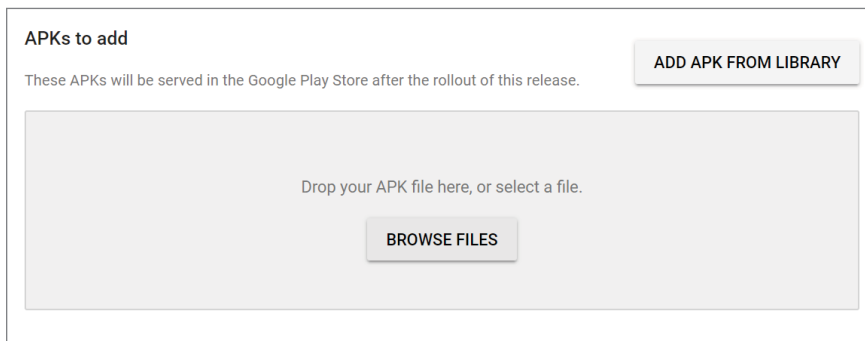 APKs to add
ADD APK FROM LIBRARY
These APKs will be served in the Google Play Store after the rollout of this release.
Drop your APK file here, or select a file.
BROWSE FILES